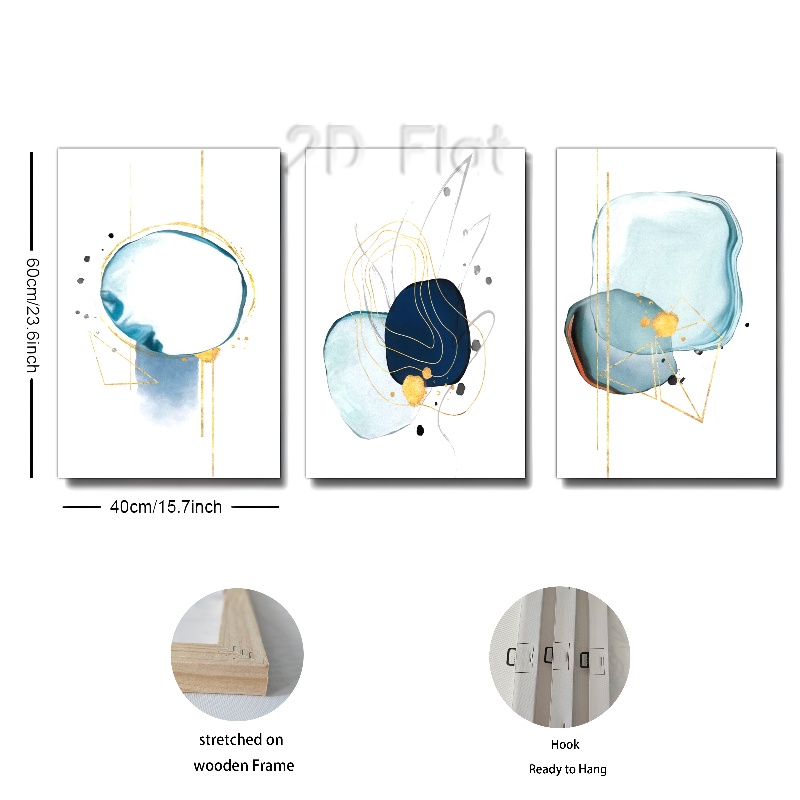 2D Flat
60cm/23.6inch
40cm/15.7inch
stretched on
wooden Frame
Hook
Ready to Hang